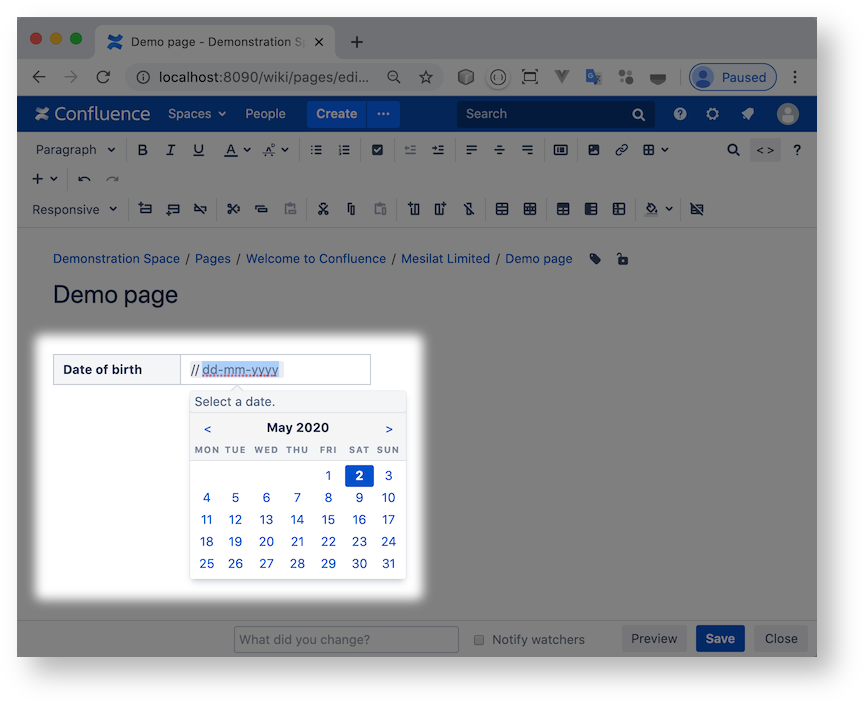 Demo page - Demonstration S
localhost:8090/wiki/pages/edi... Paused
Confluence Spaces People Create ... Search
Paragraph B I U A < > ?
Responsive
Demonstration Space / Pages / Welcome to Confluence / Mesilat Limited / Demo page
Demo page
Date of birth // dd-mm-yyyy
Select a date.
< May 2020 >
MON TUE WED THU FRI SAT SUN
1 2 3
4 5 6 7 8 9 10
11 12 13 14 15 16 17
18 19 20 21 22 23 24
25 26 27 28 29 30 31
What did you change? Notify watchers Preview Save Close